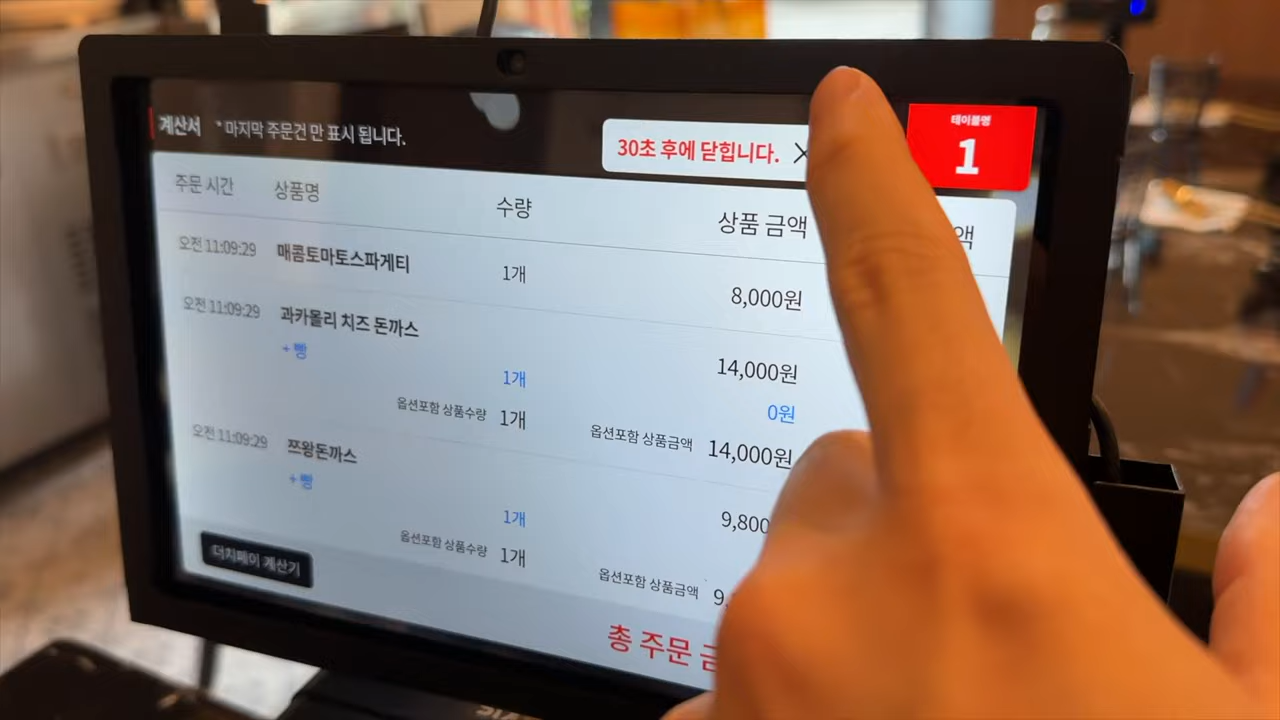 계산서 * 마지막 주문건 만 표시 됩니다.
30초 후에 닫힙니다. ×
테이블명
1
주문 시간 상품명 수량 상품 금액 액
오전 11:09:29 매콤토마토스파게티 1개 8,000원
오전 11:09:29 과카몰리 치즈 돈까스 14,000원
+ 빵 1개 0원
옵션포함 상품수량 1개 옵션포함 상품금액 14,000원
오전 11:09:29 쯔왕돈까스 9,800
+ 빵 1개
옵션포함 상품수량 1개 옵션포함 상품금액 9
더치페이 계산기
총 주문